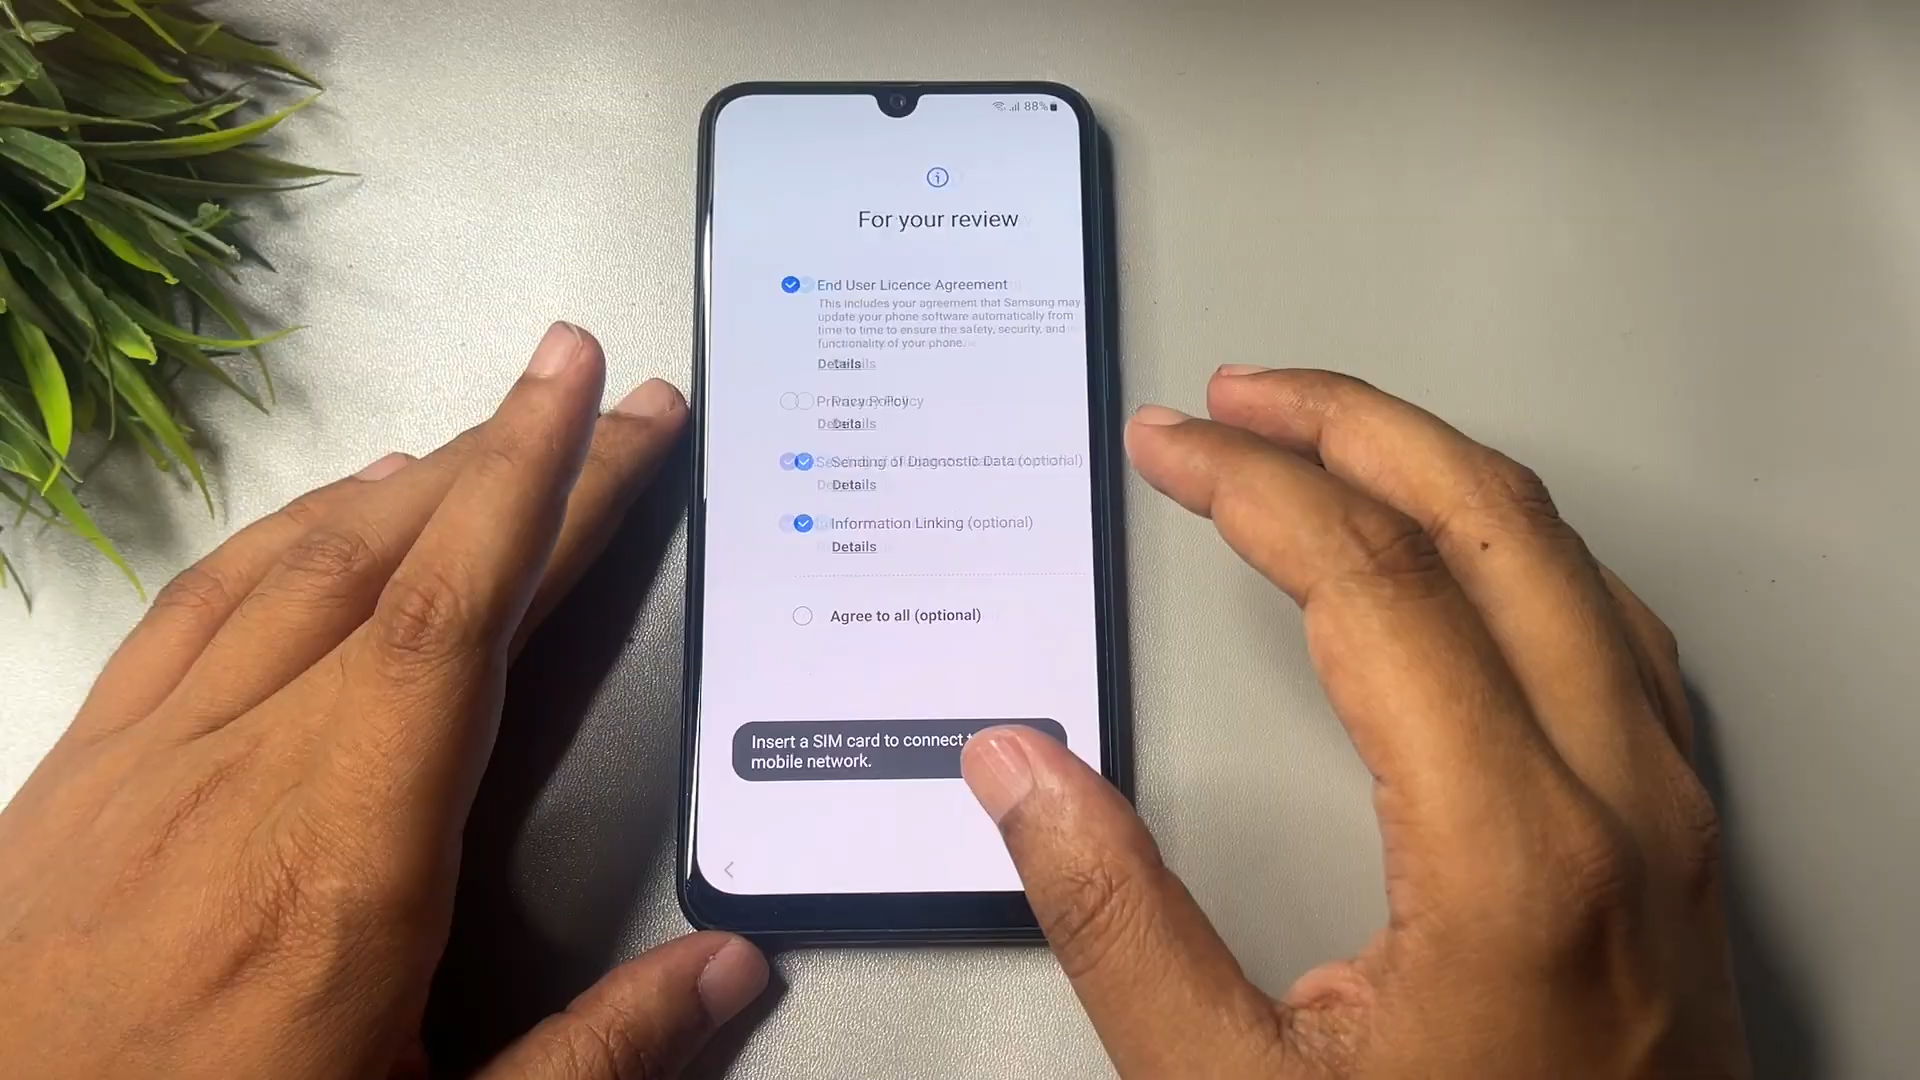 88%
For your review
End User Licence Agreement
This includes your agreement that Samsung may
update your phone software automatically from
time to time to ensure the safety, security, and
functionality of your phone.
Details
Privacy Policy
Details
Sending of Diagnostic Data (optional)
Details
Information Linking (optional)
Details
Agree to all (optional)
Insert a SIM card to connect
mobile network.